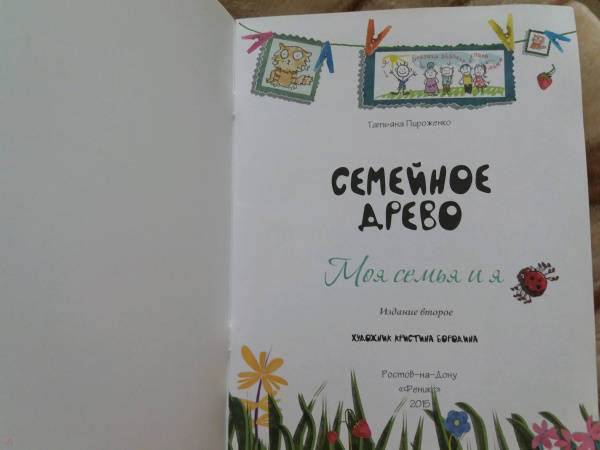 Татьяна Пироженко
СЕМЕЙНОЕ
ДРЕВО
Моя семья и я
Издание второе
ХУДОЖНИК КРИСТИНА БОРОДИНА
Ростов-на-Дону
«Феникс»
2015